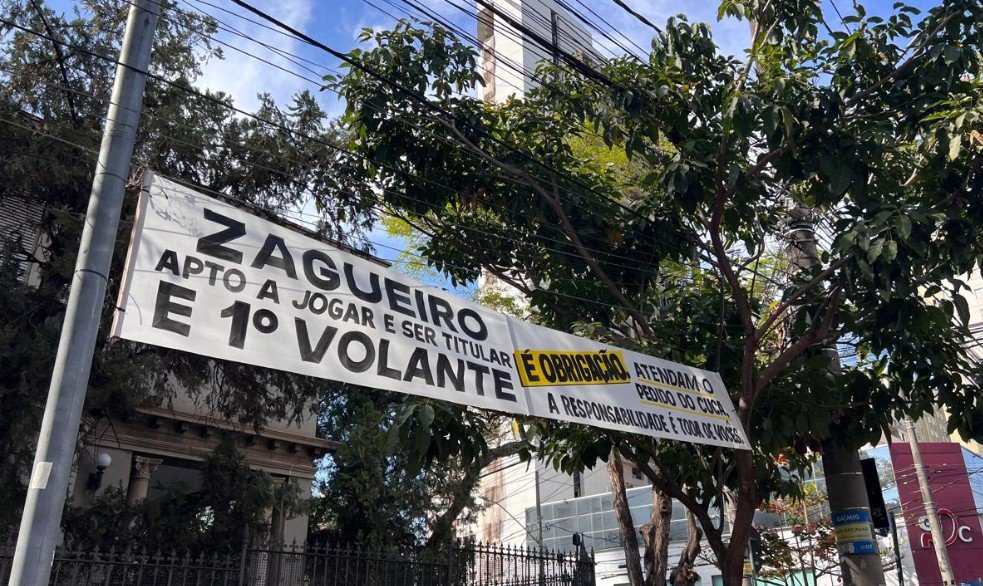 ZAGUEIRO
APTO A JOGAR E SER TITULAR
E 1º VOLANTE
É OBRIGAÇÃO. ATENDAM O
PEDIDO DO CUCA.
A RESPONSABILIDADE É TODA DE VOCÊS.